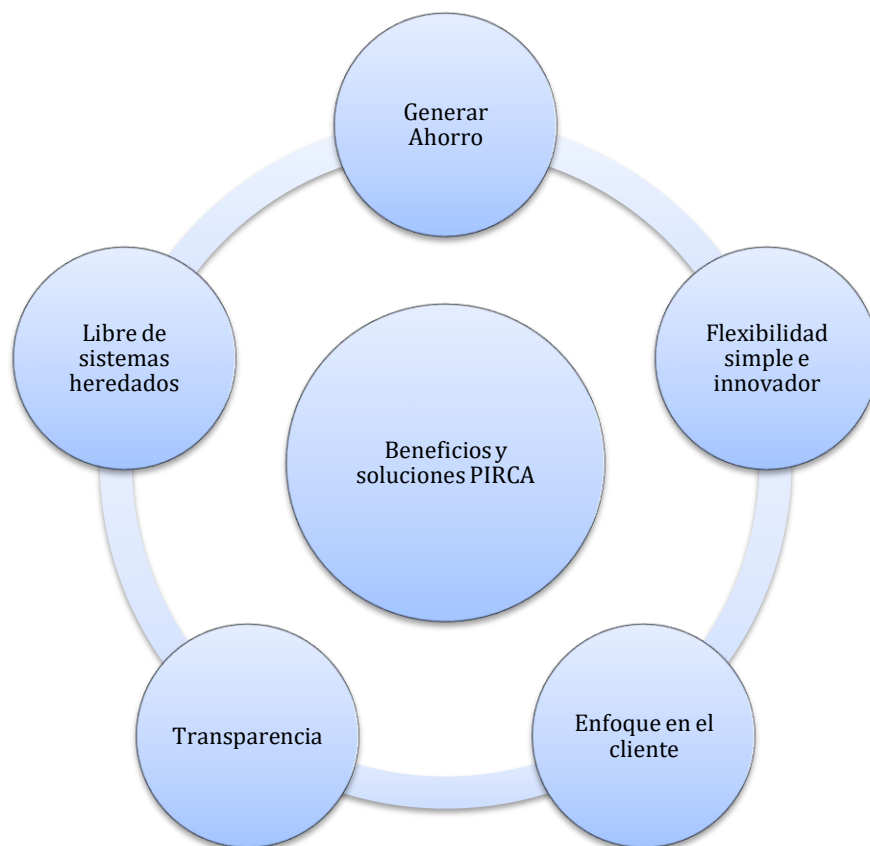 Generar
Ahorro
Libre de
sistemas
heredados
Flexibilidad
simple e
innovador
Beneficios y
soluciones PIRCA
Transparencia
Enfoque en el
cliente